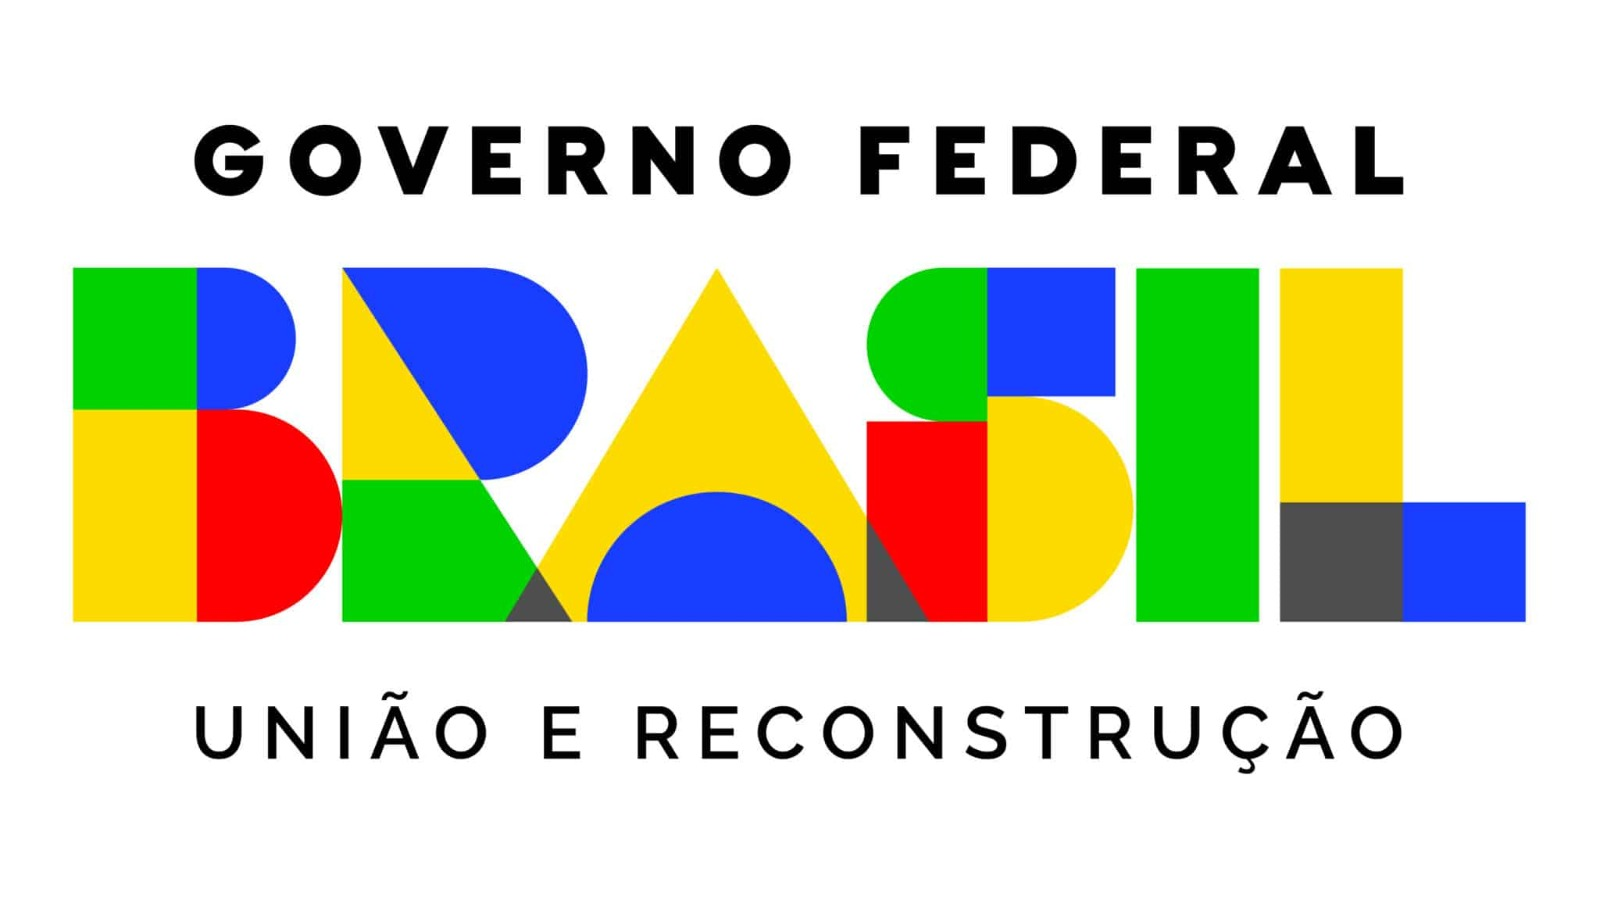 GOVERNO FEDERAL
BRASIL
UNIÃO E RECONSTRUÇÃO